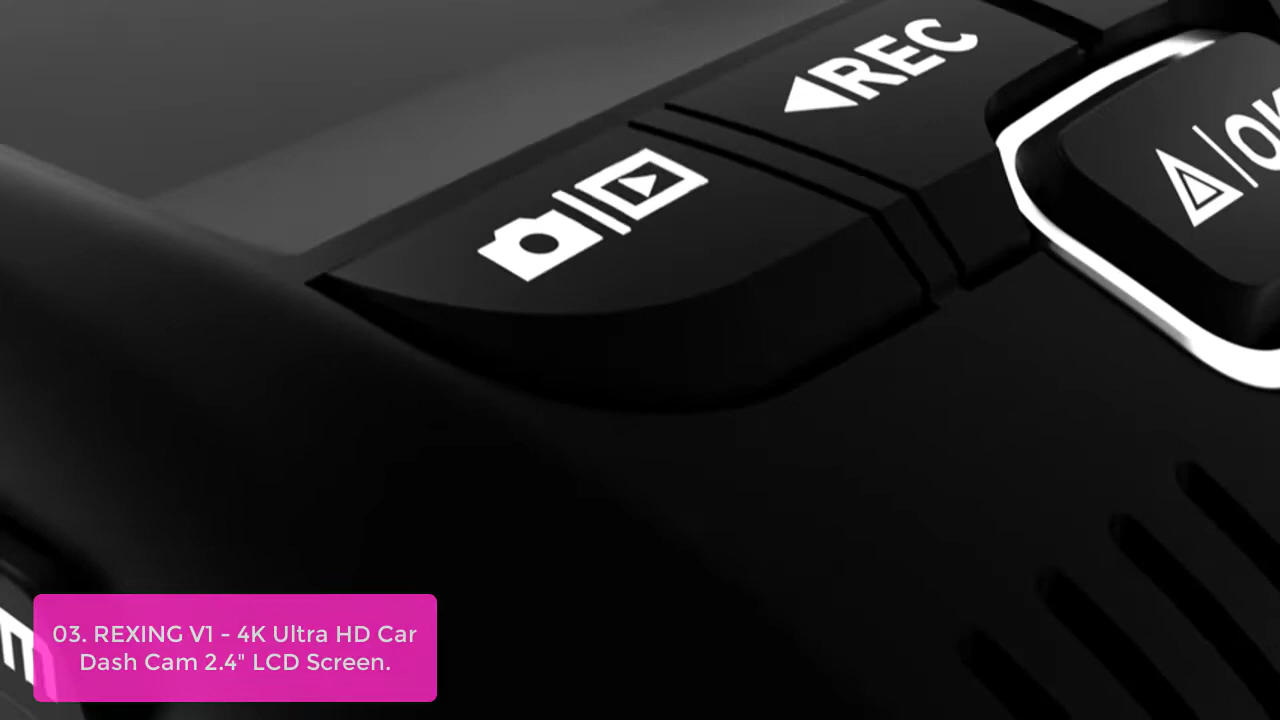 ◀REC
/OK
03. REXING V1 - 4K Ultra HD Car
Dash Cam 2.4" LCD Screen.